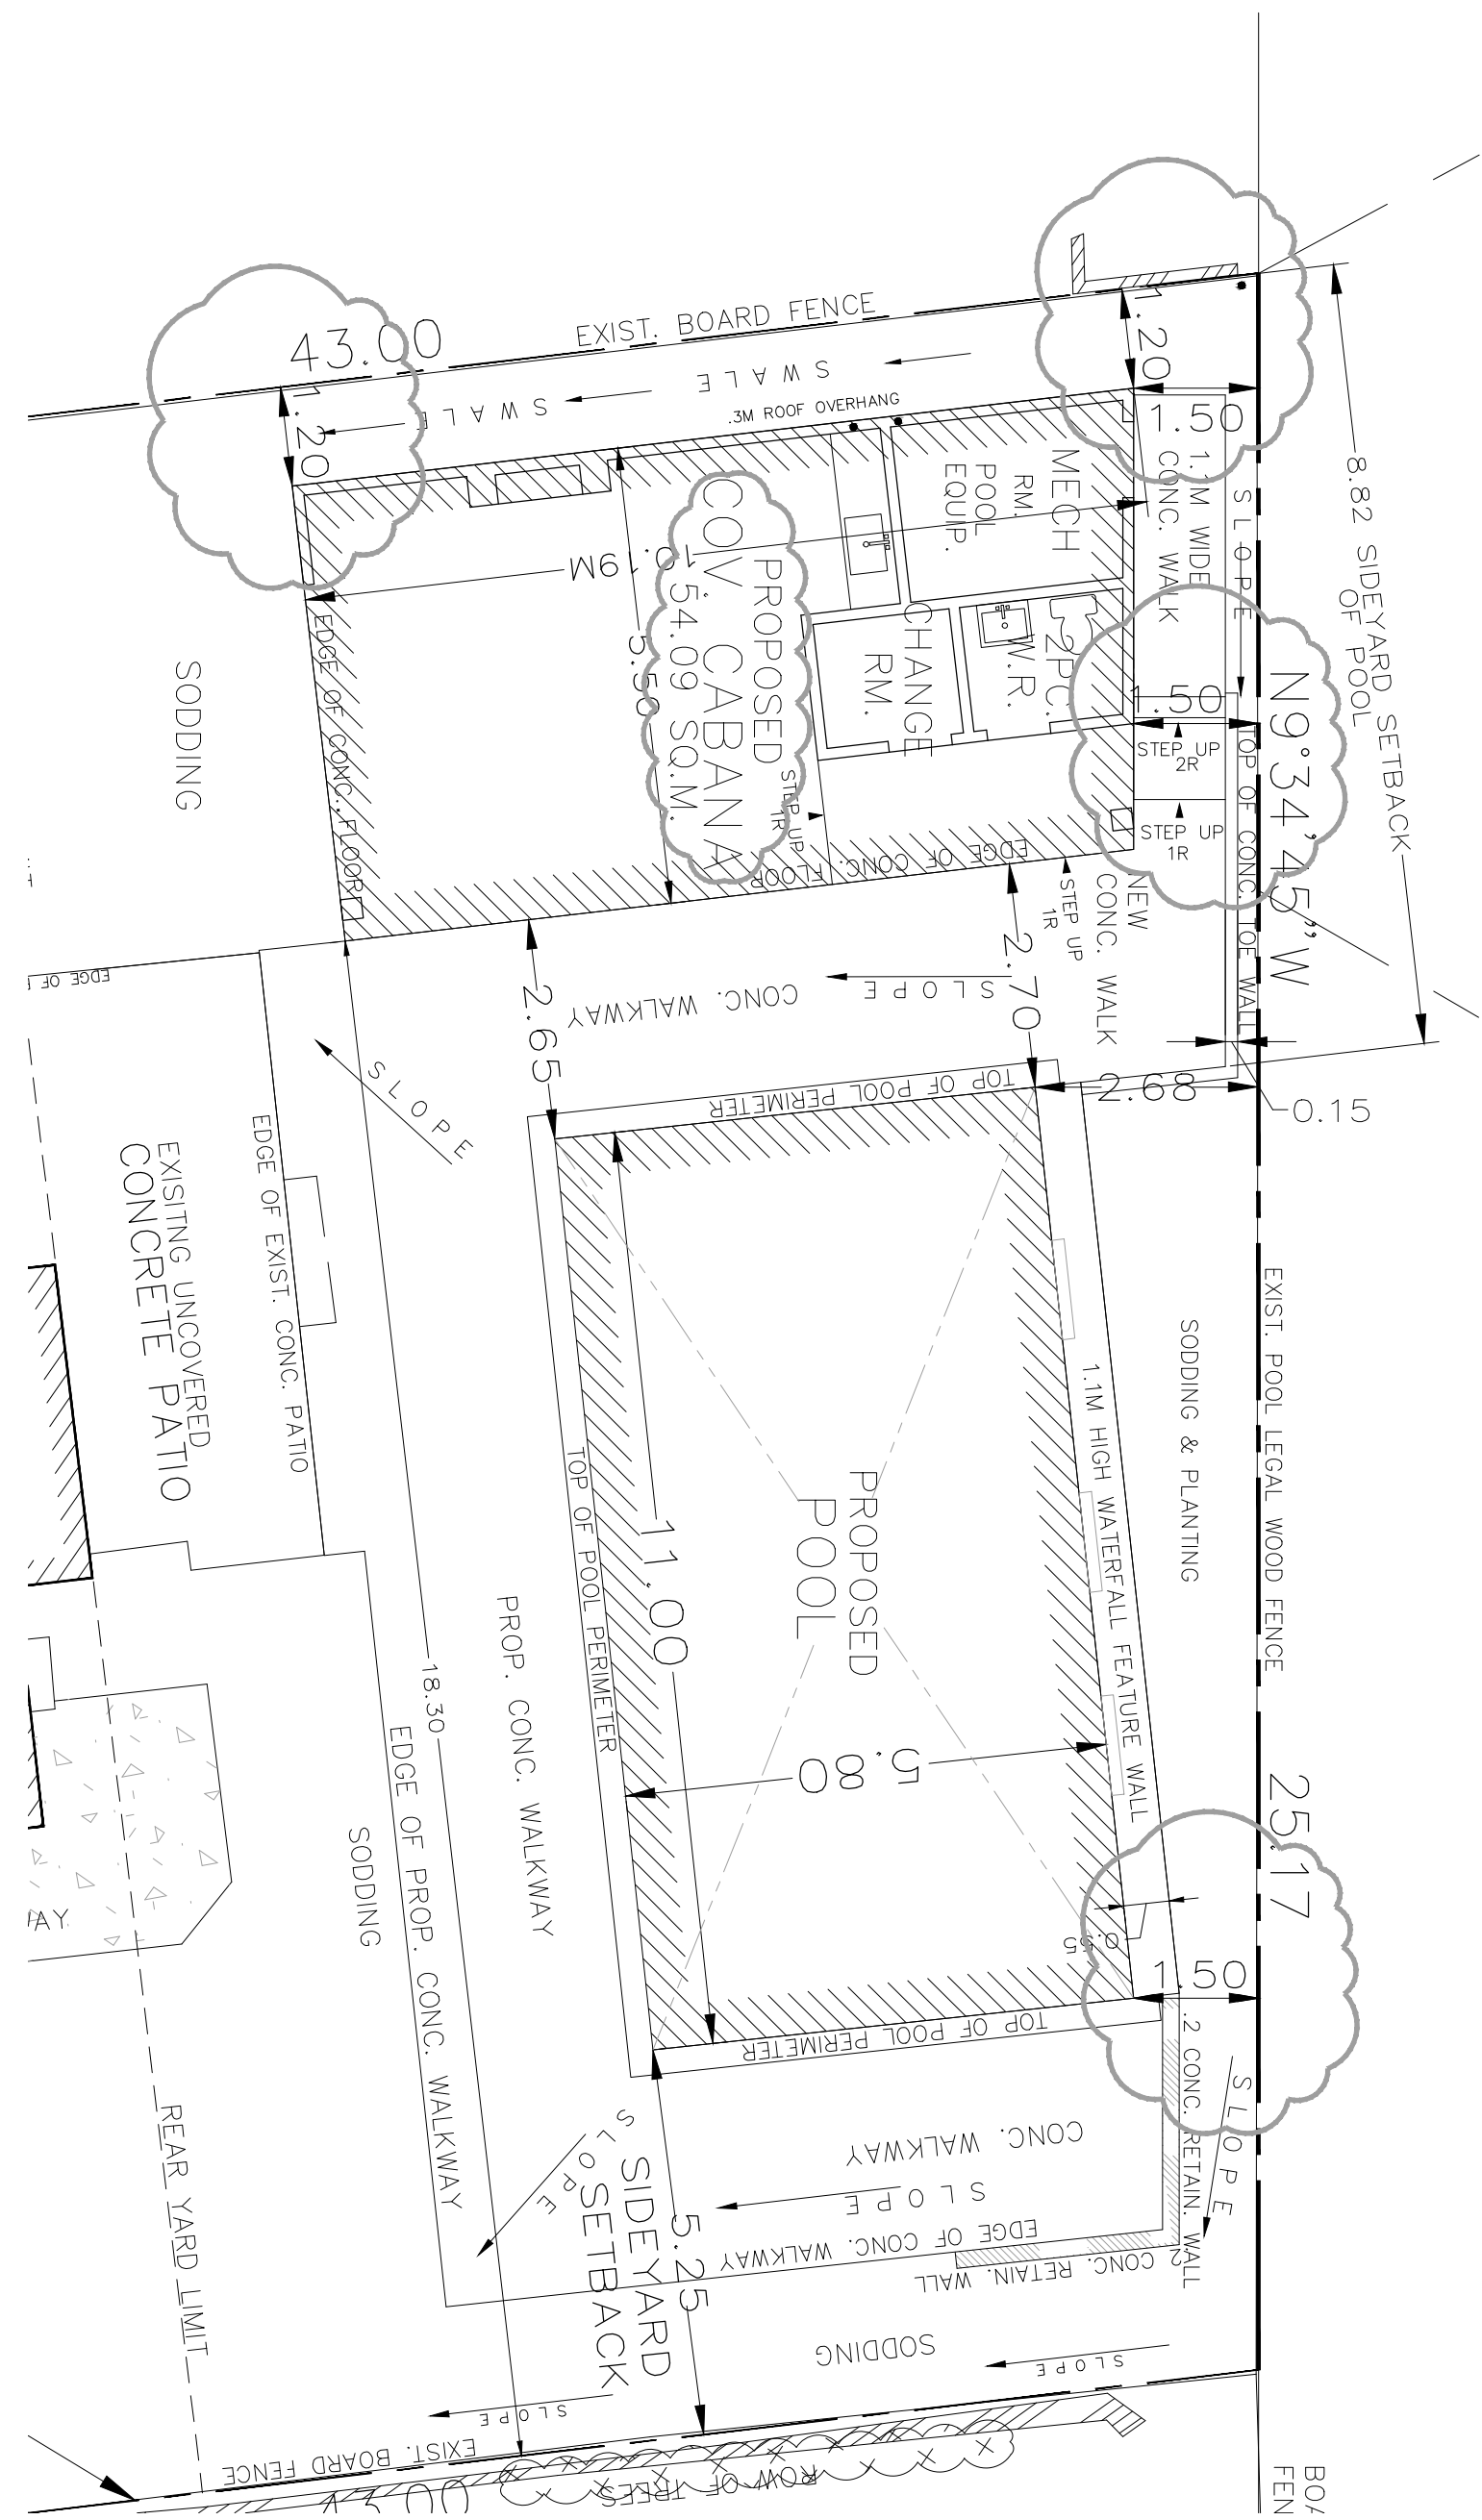 43.00
EXIST. BOARD FENCE
SWALE
SWALE
.3M ROOF OVERHANG
1.20
1.20
1.50
1.1M WIDE
CONC. WALK
SLOPE
8.82 SIDEYARD SETBACK
OF POOL
N9°34'45"W
MECH
RM.
POOL
EQUIP.
10.19M
PROPOSED
COV. CABANA
54.09 SQ.M.
5.50
CHANGE
RM.
2PC.
W.R.
1.50
STEP UP
2R
STEP UP
1R
STEP UP
1R
STEP UP
1R
TOP OF CONC. TOE WALL
EDGE OF CONC. FLOOR
EDGE OF CONC. FLOOR
SODDING
NEW
CONC. WALK
2.70
2.65
SLOPE
CONC. WALKWAY
EDGE OF
SLOPE
TOP OF POOL PERIMETER
2.68
0.15
EXISITNG UNCOVERED
CONCRETE PATIO
EDGE OF EXIST. CONC. PATIO
EXIST. POOL LEGAL WOOD FENCE
SODDING & PLANTING
1.1M HIGH WATERFALL FEATURE WALL
TOP OF POOL PERIMETER
11.00
PROPOSED
POOL
5.80
18.30
PROP. CONC. WALKWAY
EDGE OF PROP. CONC. WALKWAY
SODDING
25.17
0.55
1.50
TOP OF POOL PERIMETER
.2 CONC. RETAIN. WALL
SLOPE
CONC. WALKWAY
SLOPE
SLOPE
EDGE OF CONC. WALKWAY
.2 CONC. RETAIN. WALL
5.25
SIDEYARD
SETBACK
REAR YARD LIMIT
SODDING
SLOPE
SLOPE
EXIST. BOARD FENCE
ROW OF TREES